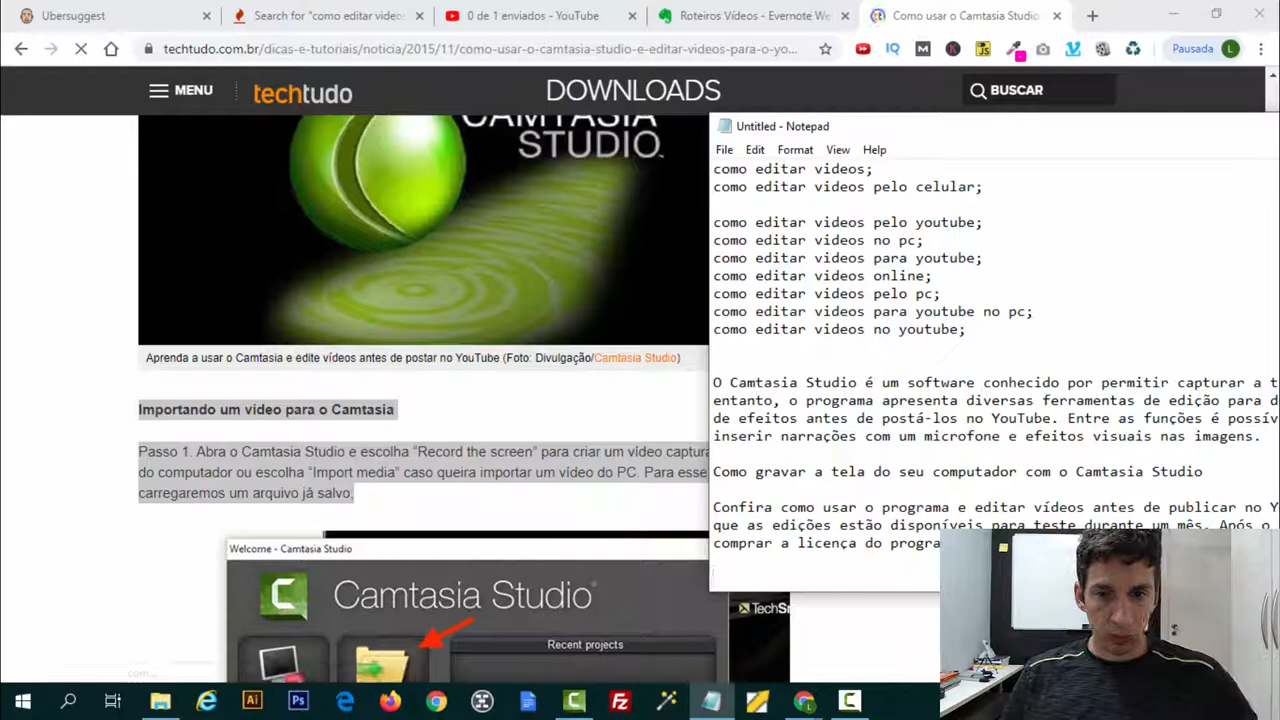 Ubersuggest
Search for "como editar videos
0 de 1 enviados - YouTube
Roteiros Vídeos - Evernote We
Como usar o Camtasia Studio
techtudo.com.br/dicas-e-tutoriais/noticia/2015/11/como-usar-o-camtasia-studio-e-editar-videos-para-o-yo...
IQ
Pausada
L
MENU
techtudo
DOWNLOADS
BUSCAR
CAMTASIA
STUDIO
Aprenda a usar o Camtasia e edite vídeos antes de postar no YouTube (Foto: Divulgação/Camtasia Studio)
Importando um vídeo para o Camtasia
Passo 1. Abra o Camtasia Studio e escolha “Record the screen” para criar um vídeo captura
do computador ou escolha “Import media” caso queira importar um vídeo do PC. Para esse
carregaremos um arquivo já salvo.
Welcome - Camtasia Studio
Camtasia Studio
Recent projects
TechSm
Untitled - Notepad
File Edit Format View Help
como editar videos;
como editar videos pelo celular;
como editar videos pelo youtube;
como editar videos no pc;
como editar videos para youtube;
como editar videos online;
como editar videos pelo pc;
como editar videos para youtube no pc;
como editar videos no youtube;
O Camtasia Studio é um software conhecido por permitir capturar a t
entanto, o programa apresenta diversas ferramentas de edição para d
de efeitos antes de postá-los no YouTube. Entre as funções é possív
inserir narrações com um microfone e efeitos visuais nas imagens.
Como gravar a tela do seu computador com o Camtasia Studio
Confira como usar o programa e editar vídeos antes de publicar no Y
que as edições estão disponíveis para teste durante um mês. Após o
comprar a licença do progra
com...
Ai
Ps